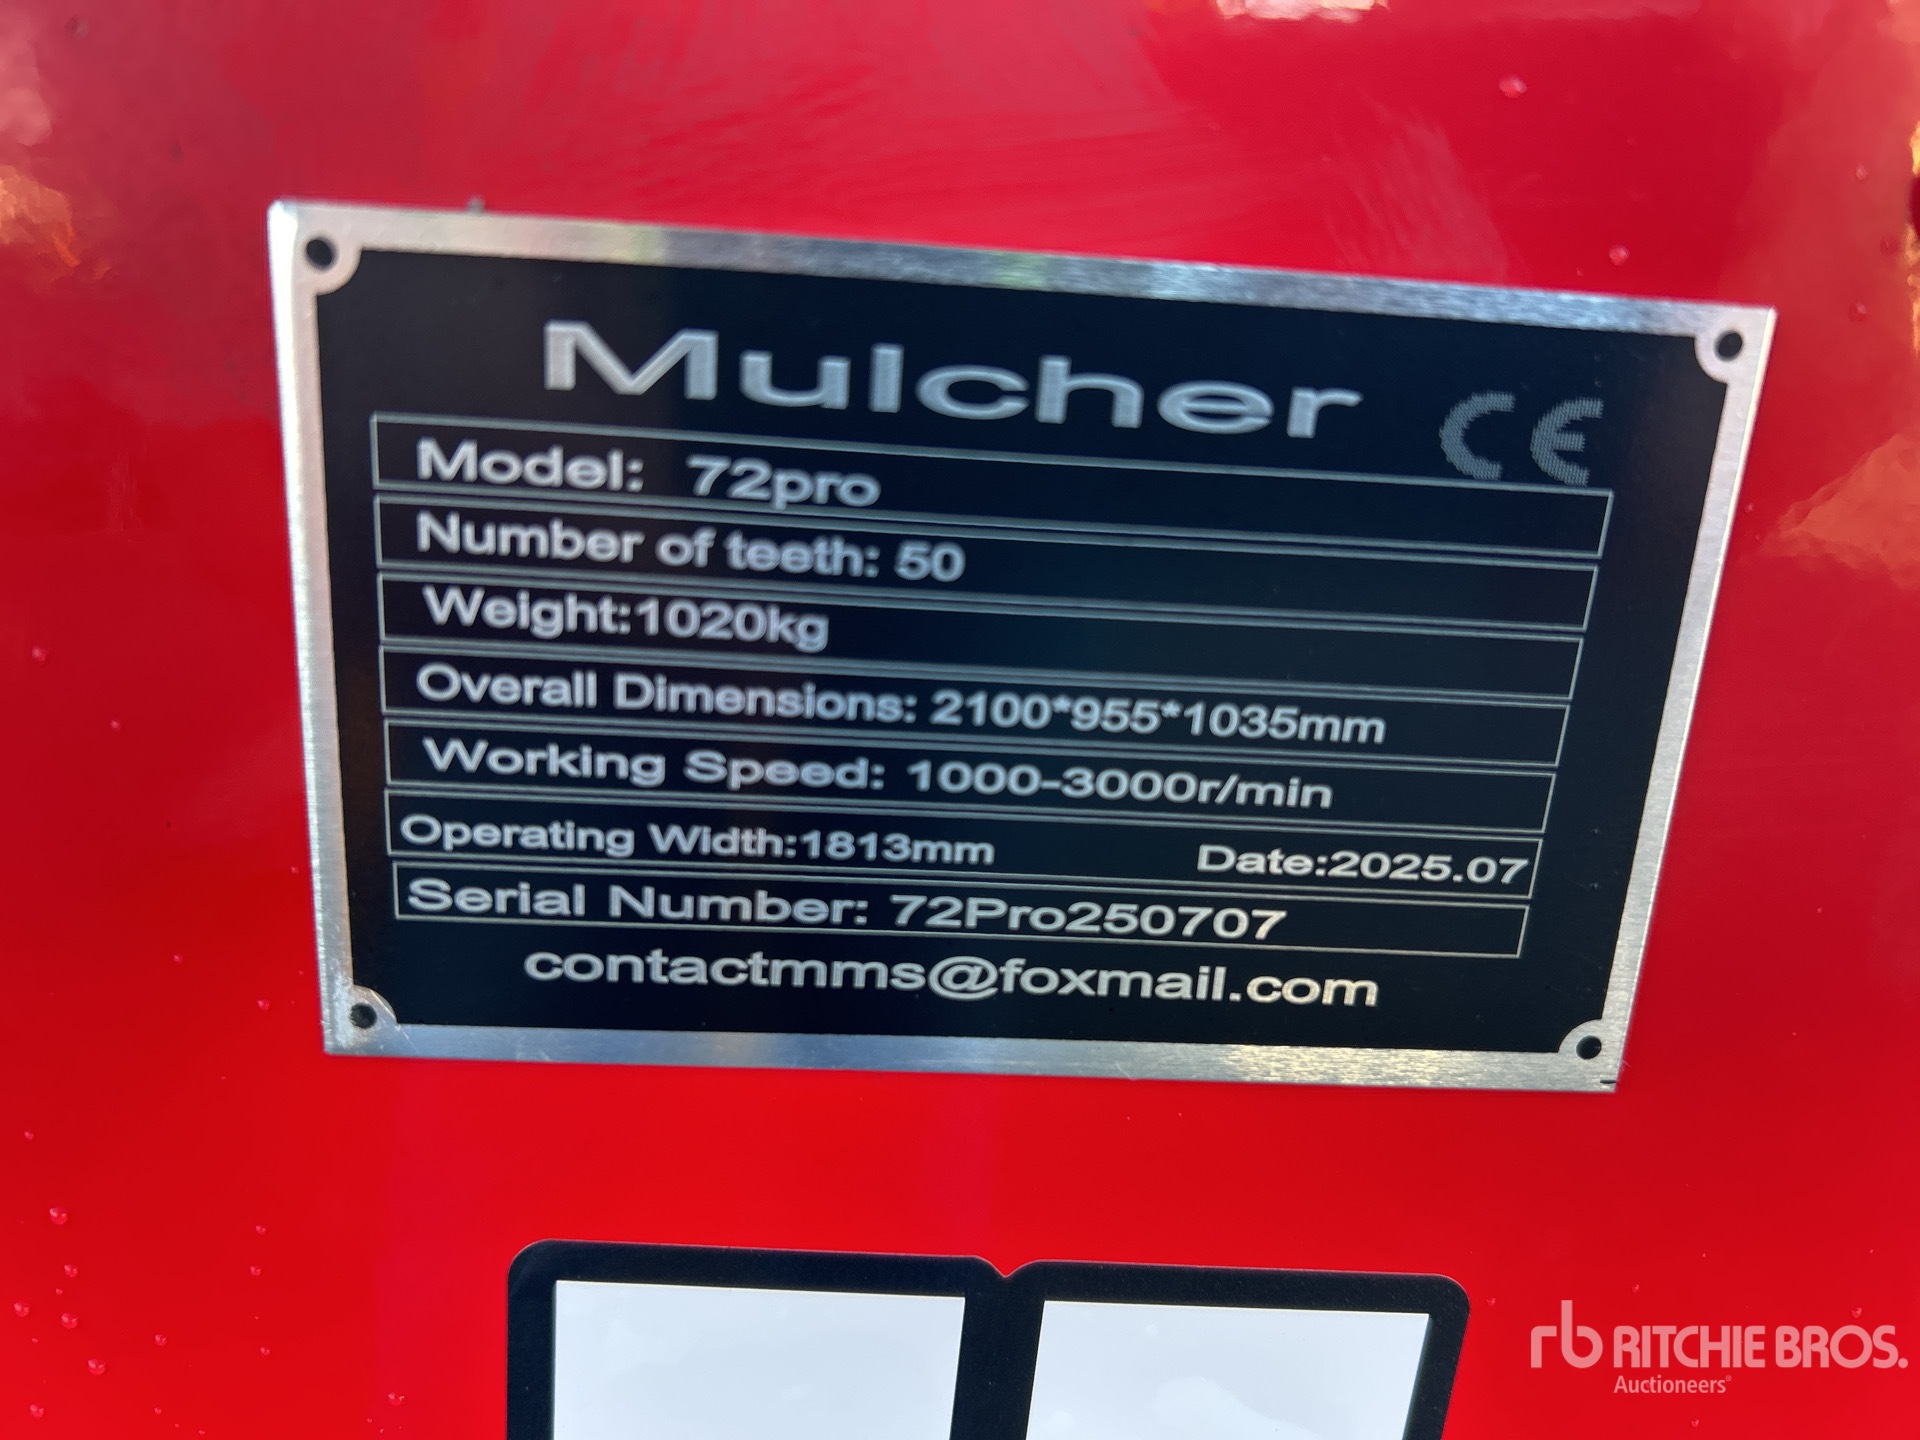 Mulcher
CE
Model: 72pro
Number of teeth: 50
Weight:1020kg
Overall Dimensions: 2100*955*1035mm
Working Speed: 1000-3000r/min
Operating Width:1813mm Date:2025.07
Serial Number: 72Pro250707
contactmms@foxmail.com
rb RITCHIE BROS.
Auctioneers®